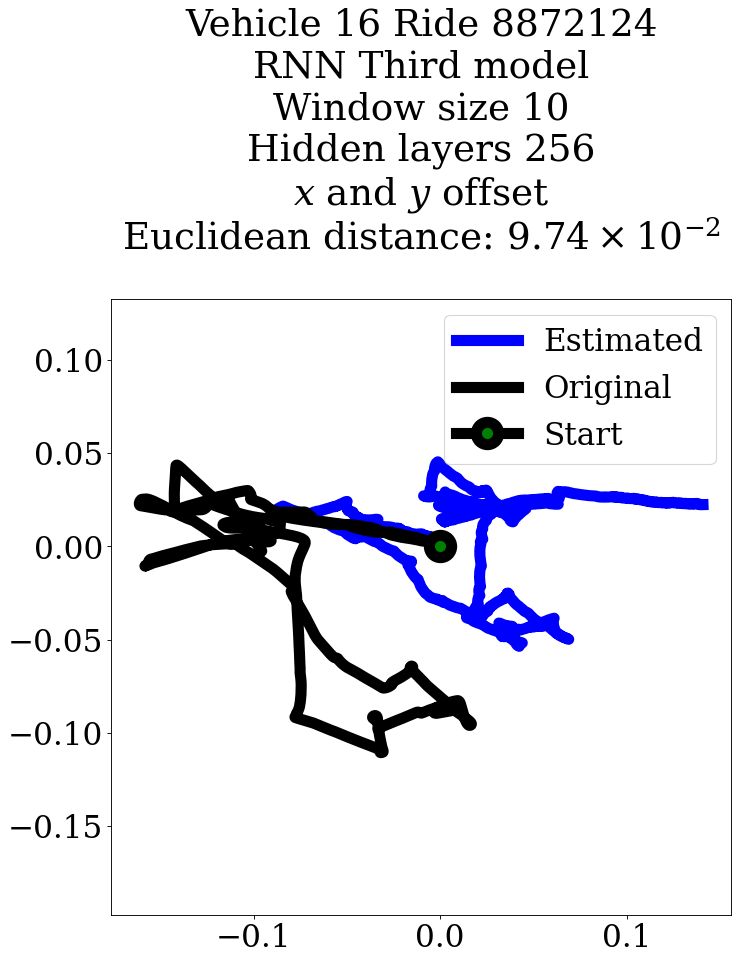 Vehicle 16 Ride 8872124
RNN Third model
Window size 10
Hidden layers 256
x and y offset
Euclidean distance: 9.74 × 10⁻²
Estimated
Original
Start
0.10
0.05
0.00
−0.05
−0.10
−0.15
−0.1
0.0
0.1